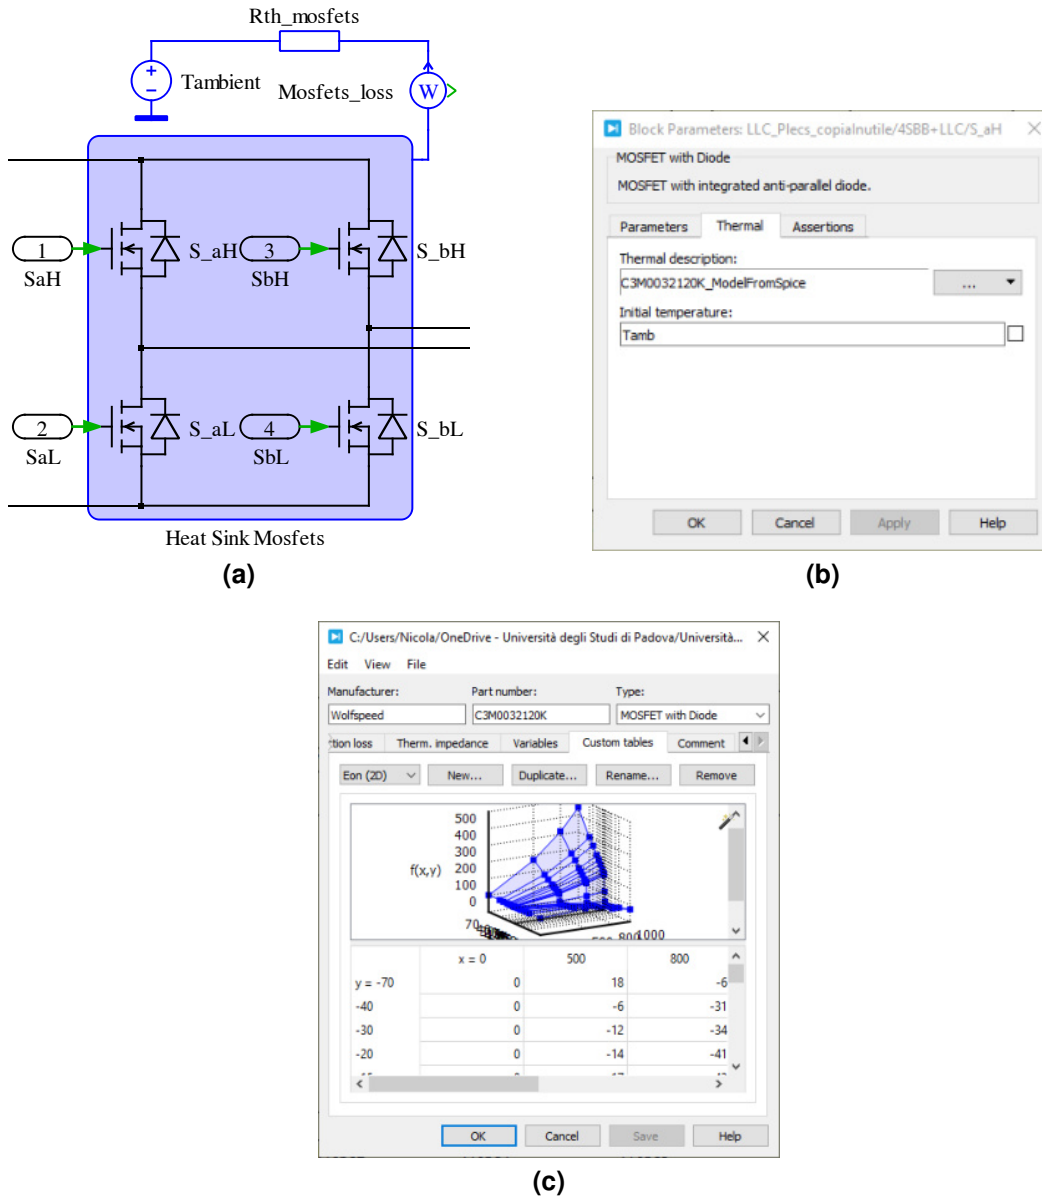 Rth_mosfets
Tambient
Mosfets_loss
W
1
SaH
S_aH
3
SbH
S_bH
2
SaL
S_aL
4
SbL
S_bL
Heat Sink Mosfets
(a)
Block Parameters: LLC_Plecs_copiaInutile/4SBB+LLC/S_aH
MOSFET with Diode
MOSFET with integrated anti-parallel diode.
Parameters Thermal Assertions
Thermal description:
C3M0032120K_ModelFromSpice
...
Initial temperature:
Tamb
OK Cancel Apply Help
(b)
C:/Users/Nicola/OneDrive - Università degli Studi di Padova/Università...
Edit View File
Manufacturer: Part number: Type:
Wolfspeed C3M0032120K MOSFET with Diode
tion loss Therm. impedance Variables Custom tables Comment
Eon (2D) New... Duplicate... Rename... Remove
500
400
300
200
100
0
f(x,y)
70
800 1000
x = 0 500 800
y = -70 0 18 -6
-40 0 -6 -31
-30 0 -12 -34
-20 0 -14 -41
OK Cancel Save Help
(c)